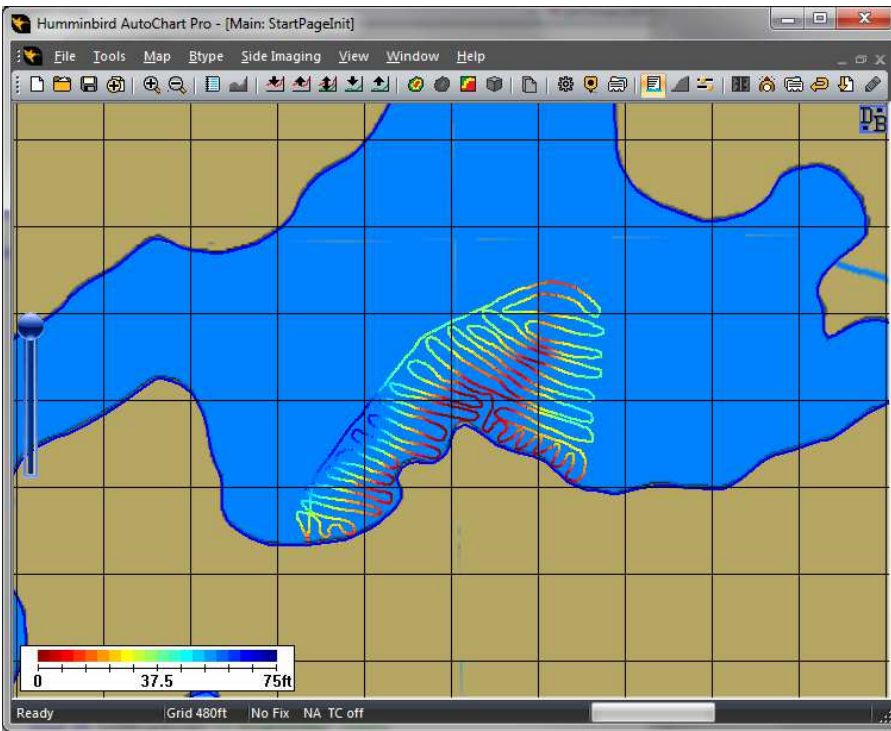 Humminbird AutoChart Pro - [Main: StartPageInit]
File Tools Map Btype Side Imaging View Window Help
DB
0 37.5 75ft
Ready Grid 480ft No Fix NA TC off